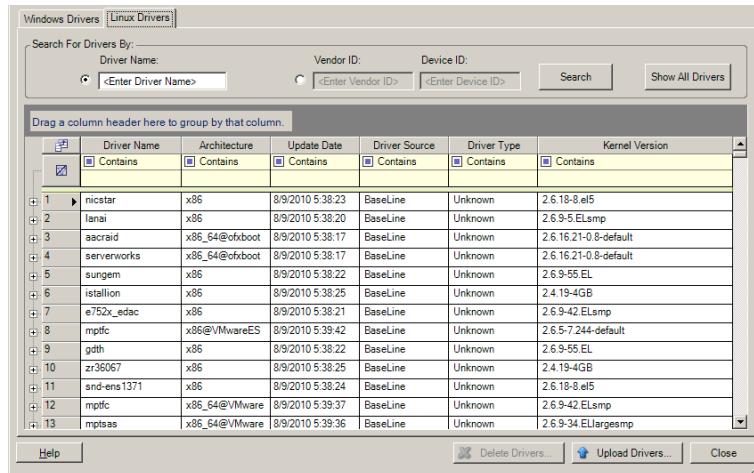 Windows Drivers Linux Drivers
Search For Drivers By:
Driver Name: Vendor ID: Device ID:
<Enter Driver Name> <Enter Vendor ID> <Enter Device ID> Search Show All Drivers
Drag a column header here to group by that column.
Driver Name Architecture Update Date Driver Source Driver Type Kernel Version
Contains Contains Contains Contains Contains Contains
1 nicstar x86 8/9/2010 5:38:23 BaseLine Unknown 2.6.18-8.el5
2 lanai x86 8/9/2010 5:38:20 BaseLine Unknown 2.6.9-5.ELsmp
3 aacraid x86_64@ofxboot 8/9/2010 5:38:17 BaseLine Unknown 2.6.16.21-0.8-default
4 serverworks x86_64@ofxboot 8/9/2010 5:38:17 BaseLine Unknown 2.6.16.21-0.8-default
5 sungem x86 8/9/2010 5:38:22 BaseLine Unknown 2.6.9-55.EL
6 istallion x86 8/9/2010 5:38:25 BaseLine Unknown 2.4.19-4GB
7 e752x_edac x86 8/9/2010 5:38:21 BaseLine Unknown 2.6.9-42.ELsmp
8 mptfc x86@VMwareES 8/9/2010 5:39:42 BaseLine Unknown 2.6.5-7.244-default
9 gdth x86 8/9/2010 5:38:22 BaseLine Unknown 2.6.9-55.EL
10 zr36067 x86 8/9/2010 5:38:25 BaseLine Unknown 2.4.19-4GB
11 snd-ens1371 x86 8/9/2010 5:38:24 BaseLine Unknown 2.6.18-8.el5
12 mptfc x86_64@VMware 8/9/2010 5:39:37 BaseLine Unknown 2.6.9-42.ELsmp
13 mptsas x86_64@VMware 8/9/2010 5:39:36 BaseLine Unknown 2.6.9-34.ELlargesmp
Help Delete Drivers... Upload Drivers... Close